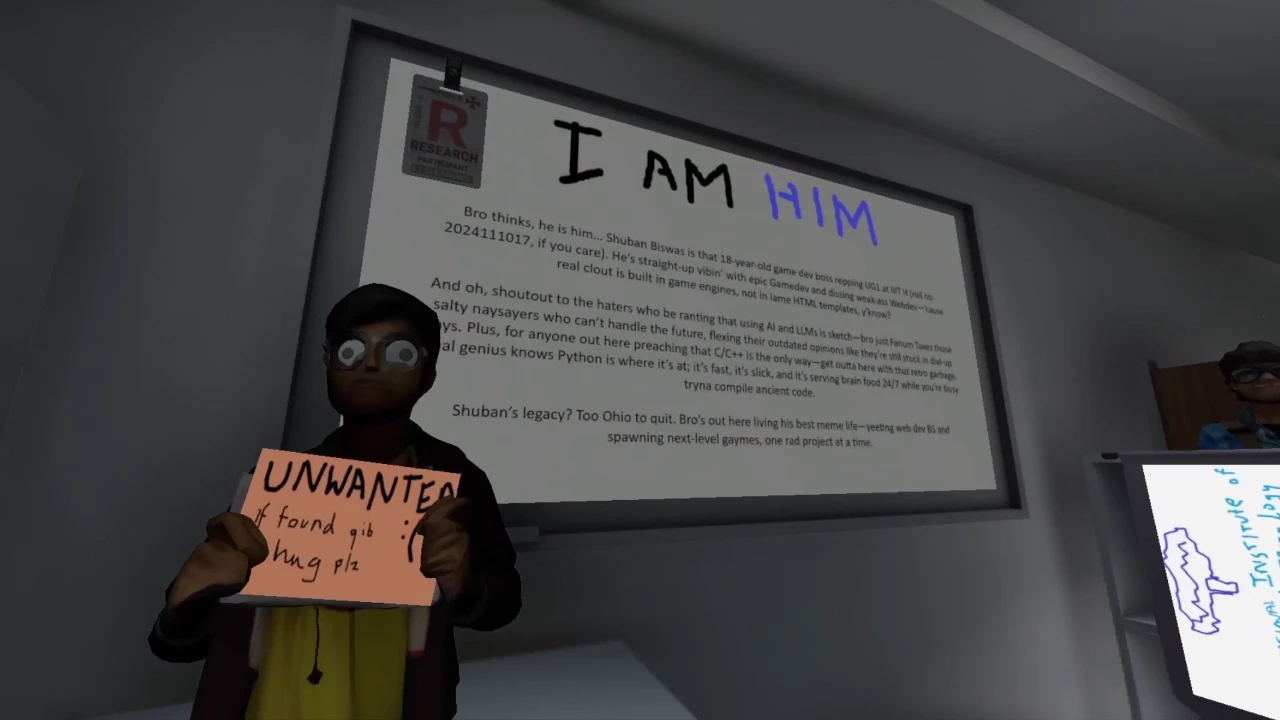 R
RESEARCH
PARTICIPANT
I AM HIM
Bro thinks, he is him... Shuban Biswas is that 18-year-old game dev boss repping UG1 at IIIT H (roll no.
2024111017, if you care). He's straight-up vibin' with epic Gamedev and dissing weak-ass Webdev—'cause
real clout is built in game engines, not in lame HTML templates, y'know?
And oh, shoutout to the haters who be ranting that using AI and LLMs is sketch—bro just Fanum Taxes those
salty naysayers who can't handle the future, flexing their outdated opinions like they're still stuck in dial-up
Plus, for anyone out here preaching that C/C++ is the only way—get outta here with that retro garbage.
genius knows Python is where it's at; it's fast, it's slick, and it's serving brain food 24/7 while you're busy
tryna compile ancient code.
Shuban's legacy? Too Ohio to quit. Bro's out here living his best meme life—yeeting web dev BS and
spawning next-level gaymes, one rad project at a time.
UNWANTED
if found gib
hug plz
:(
INSTITUTE of